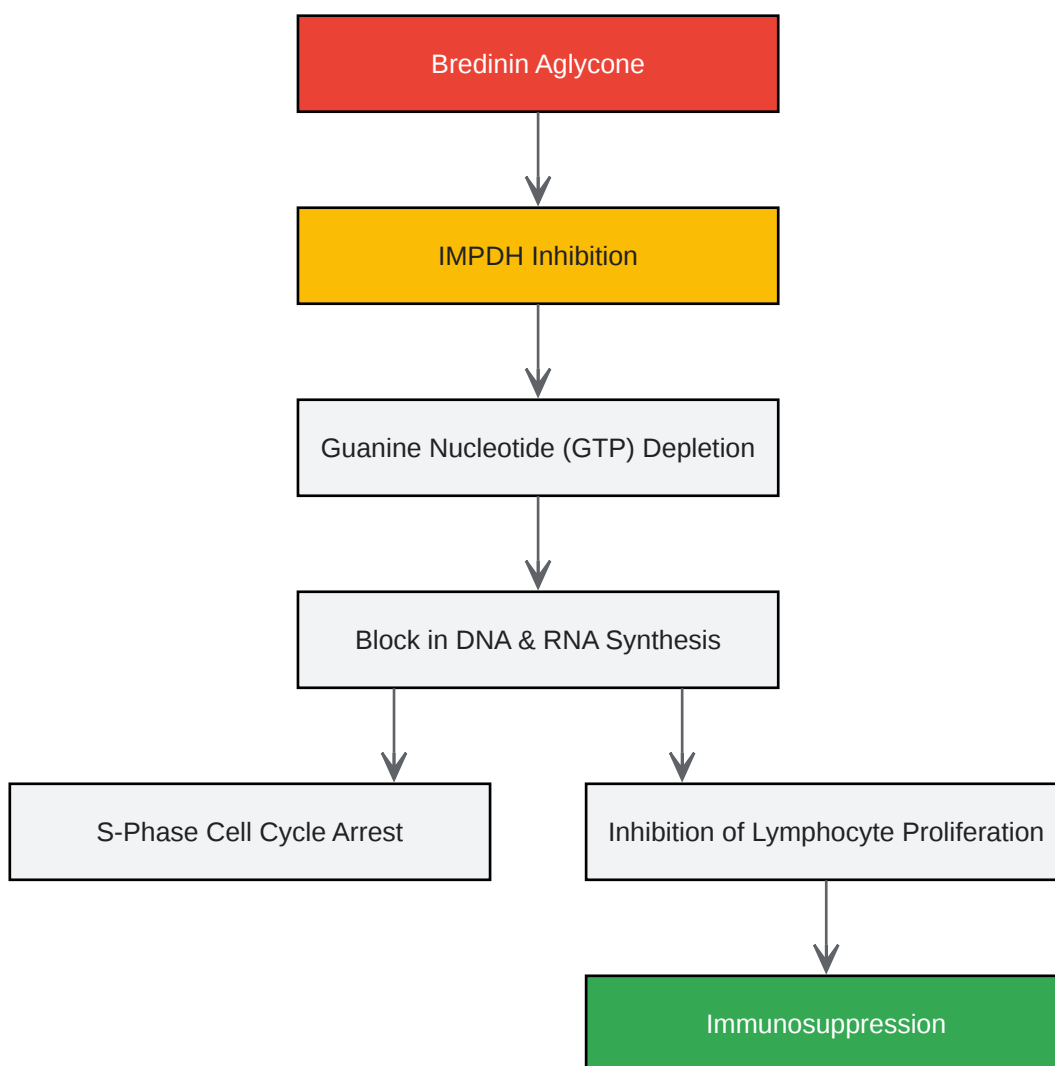 Bredinin Aglycone
IMPDH Inhibition
Guanine Nucleotide (GTP) Depletion
Block in DNA & RNA Synthesis
S-Phase Cell Cycle Arrest
Inhibition of Lymphocyte Proliferation
Immunosuppression